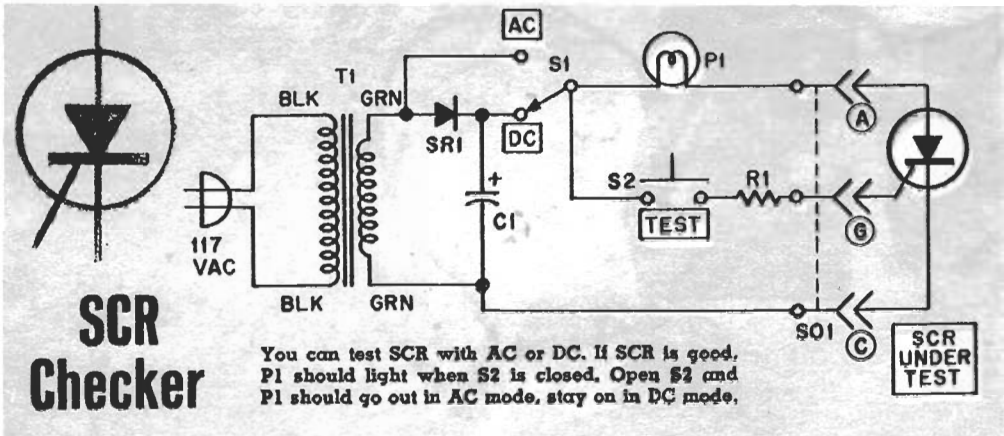 AC
T1
S1
P1
BLK
GRN
SR1
DC
A
+
C1
S2
R1
TEST
G
117
VAC
BLK
GRN
SO1
C
SCR
UNDER
TEST
SCR
Checker
You can test SCR with AC or DC. If SCR is good,
P1 should light when S2 is closed. Open S2 and
P1 should go out in AC mode, stay on in DC mode.